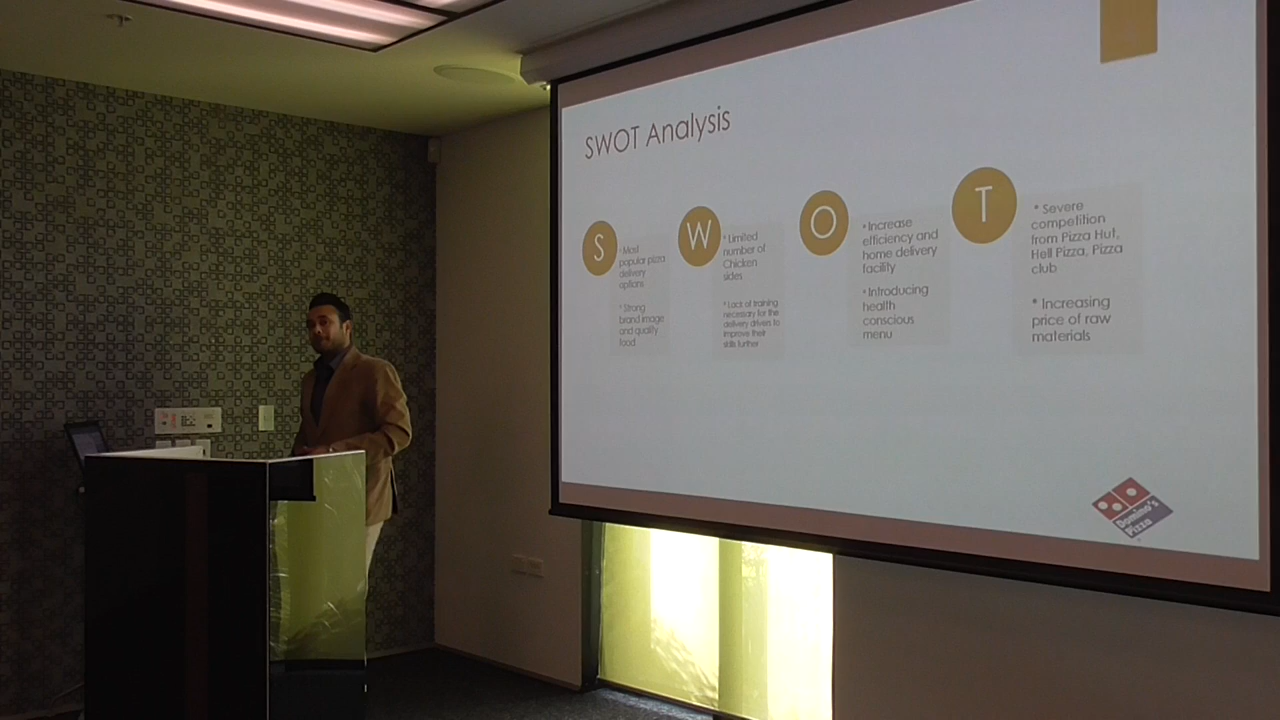 SWOT Analysis
S
* Most
popular pizza
delivery
options
* Strong
brand image
and quality
food
W
* Limited
number of
Chicken
sides
* Lack of training
necessary for the
delivery drivers to
improve their
skills further
O
* Increase
efficiency and
home delivery
facility
* Introducing
health
conscious
menu
T
* Severe
competition
from Pizza Hut,
Hell Pizza, Pizza
club
* Increasing
price of raw
materials
Domino's
Pizza